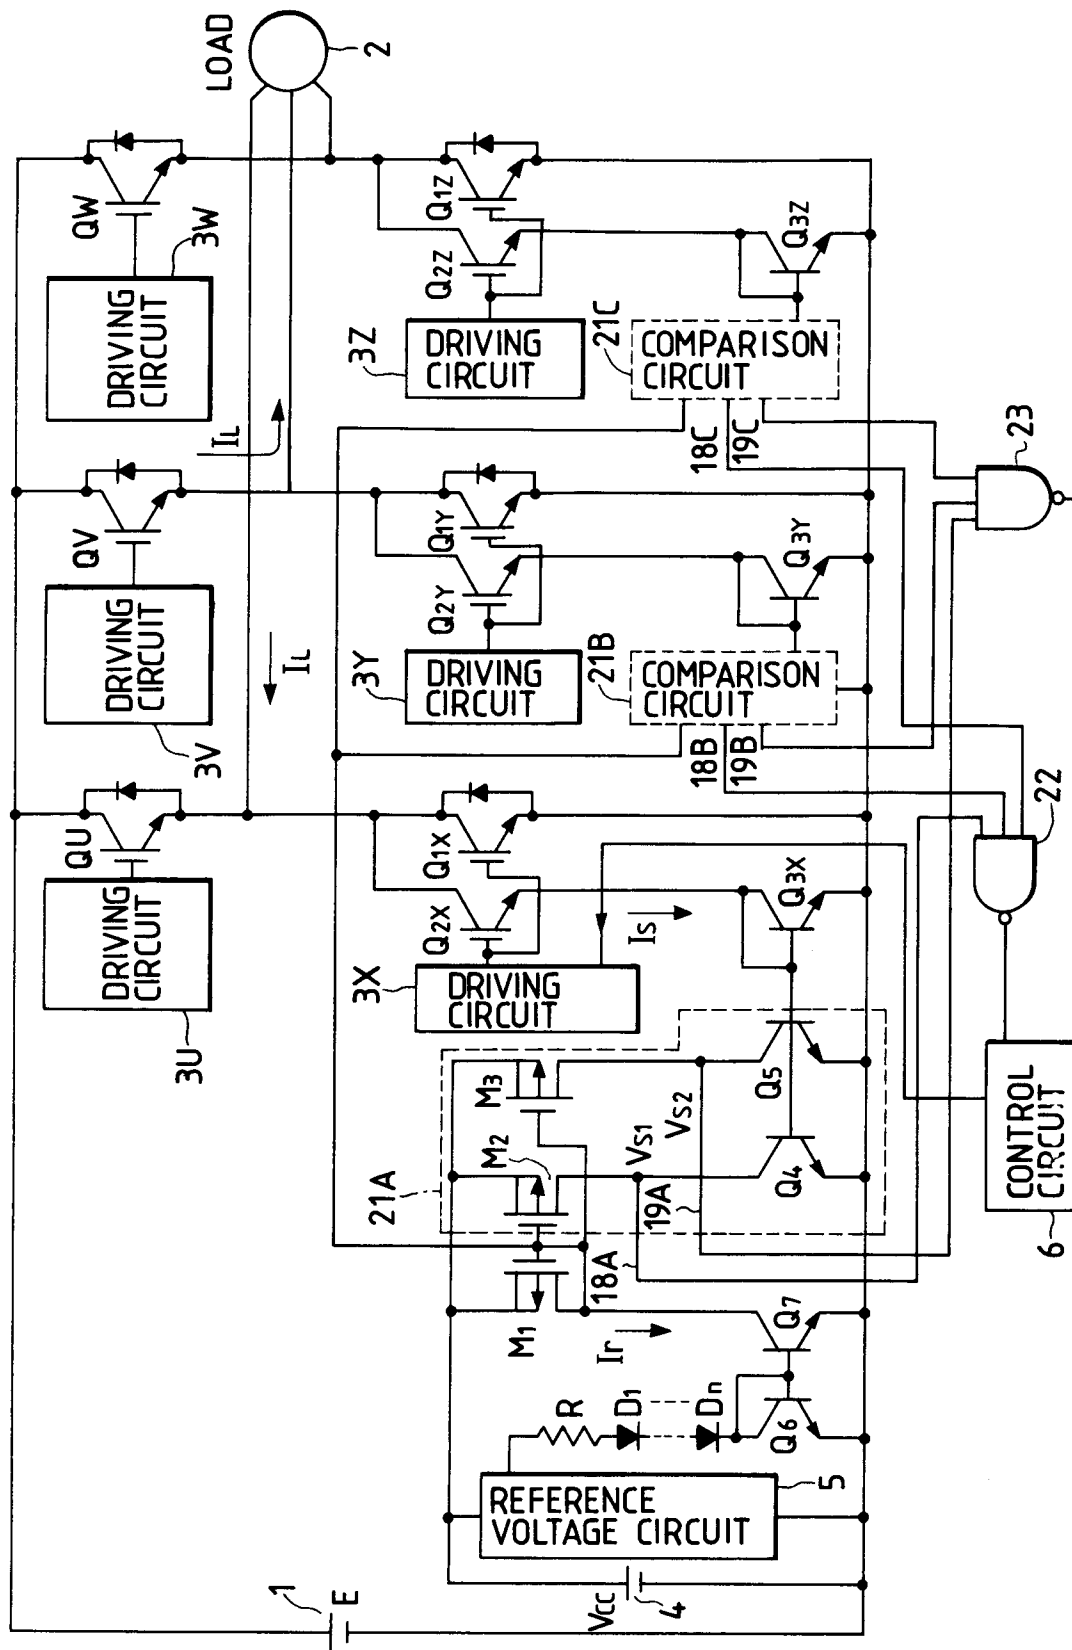 LOAD
2
QW
3W
DRIVING
CIRCUIT
IL
QV
DRIVING
CIRCUIT
3V
IL
QU
DRIVING
CIRCUIT
3U
Q1Z
Q2Z
3Z
DRIVING
CIRCUIT
Q3Z
21C
COMPARISON
CIRCUIT
18C
19C
23
Q1Y
Q2Y
3Y
DRIVING
CIRCUIT
Q3Y
21B
COMPARISON
CIRCUIT
18B
19B
22
Q1X
Q2X
3X
DRIVING
CIRCUIT
IS
Q3X
21A
M3
M2
M1
VS1
VS2
Q5
Q4
18A
19A
CONTROL
CIRCUIT
6
Ir
Q7
Q6
R
D1
Dn
REFERENCE
VOLTAGE CIRCUIT
5
1
E
VCC
4